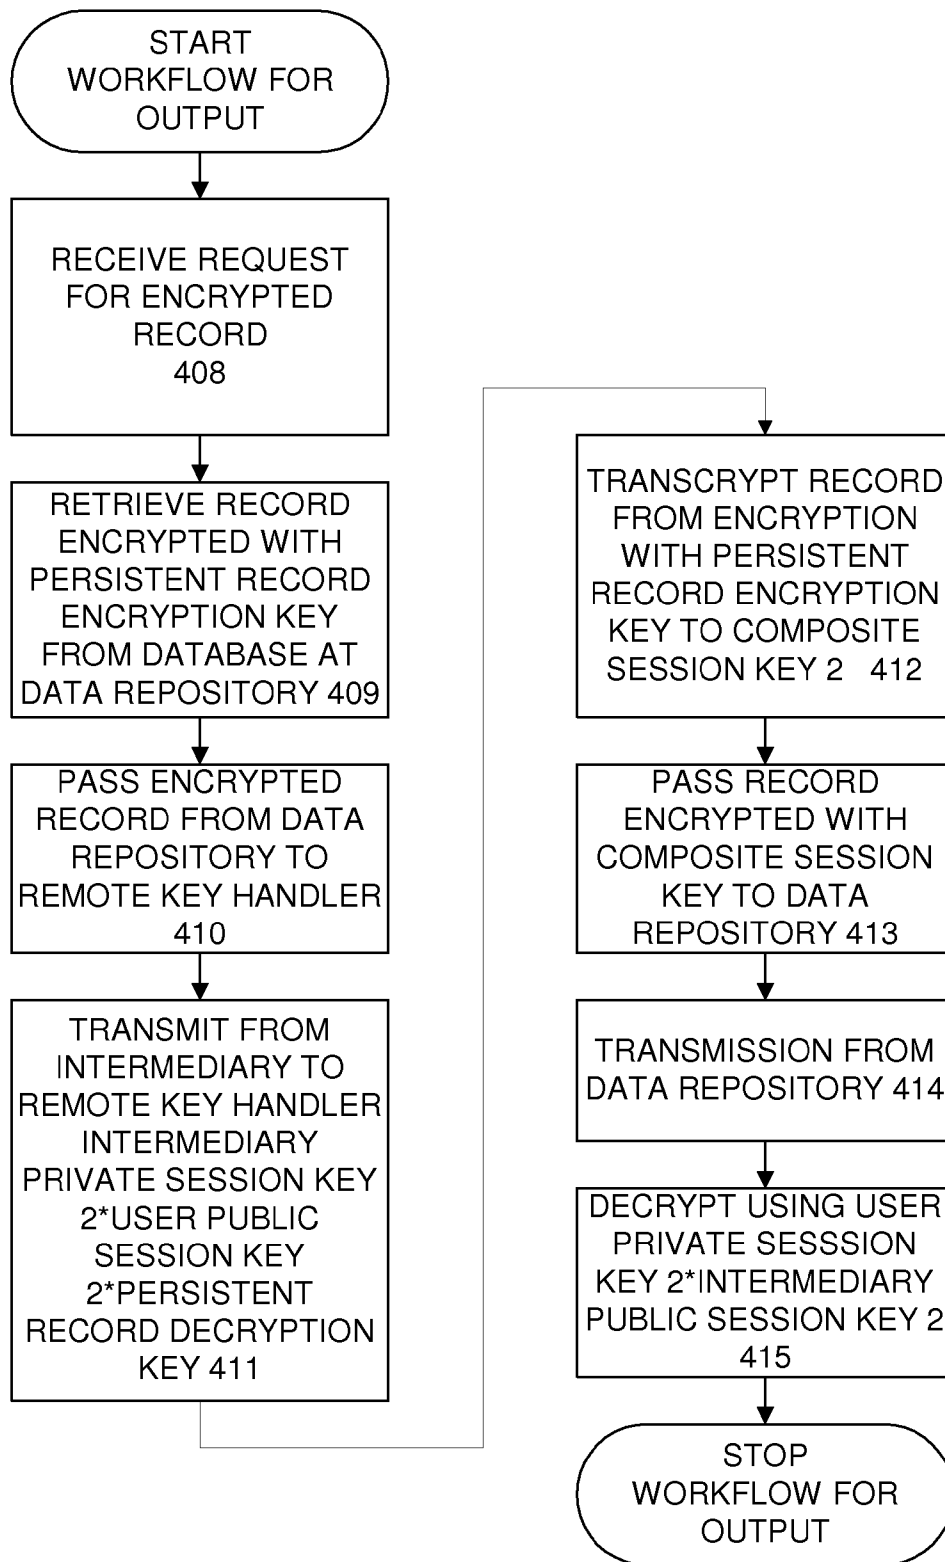 START
WORKFLOW FOR
OUTPUT
RECEIVE REQUEST
FOR ENCRYPTED
RECORD
408
RETRIEVE RECORD
ENCRYPTED WITH
PERSISTENT RECORD
ENCRYPTION KEY
FROM DATABASE AT
DATA REPOSITORY 409
PASS ENCRYPTED
RECORD FROM DATA
REPOSITORY TO
REMOTE KEY HANDLER
410
TRANSMIT FROM
INTERMEDIARY TO
REMOTE KEY HANDLER
INTERMEDIARY
PRIVATE SESSION KEY
2*USER PUBLIC
SESSION KEY
2*PERSISTENT
RECORD DECRYPTION
KEY 411
TRANSCRYPT RECORD
FROM ENCRYPTION
WITH PERSISTENT
RECORD ENCRYPTION
KEY TO COMPOSITE
SESSION KEY 2 412
PASS RECORD
ENCRYPTED WITH
COMPOSITE SESSION
KEY TO DATA
REPOSITORY 413
TRANSMISSION FROM
DATA REPOSITORY 414
DECRYPT USING USER
PRIVATE SESSSION
KEY 2*INTERMEDIARY
PUBLIC SESSION KEY 2
415
STOP
WORKFLOW FOR
OUTPUT